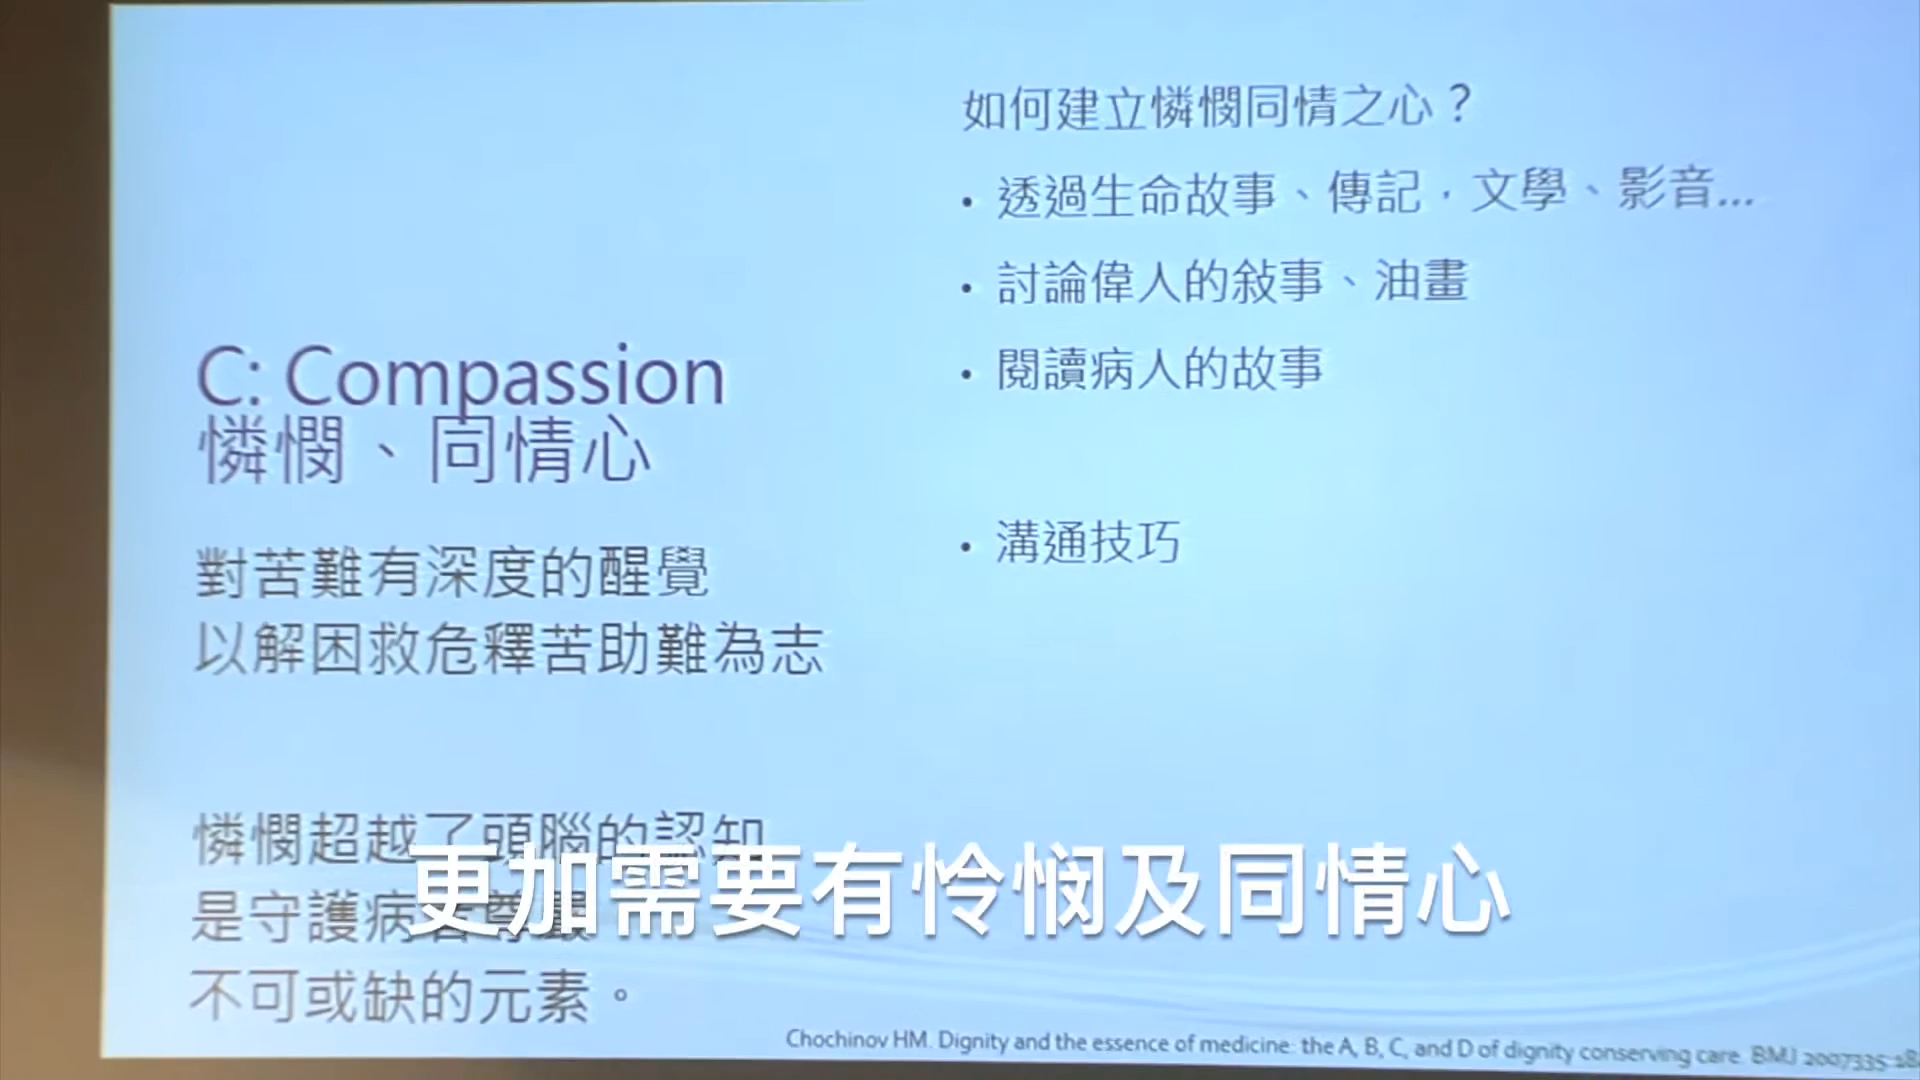 C: Compassion
憐憫、同情心
對苦難有深度的醒覺
以解困救危釋苦助難為志
憐憫超越了頭腦的認知
是守護病者尊嚴
不可或缺的元素。
如何建立憐憫同情之心？
• 透過生命故事、傳記，文學、影音...
• 討論偉人的敍事、油畫
• 閱讀病人的故事
• 溝通技巧
更加需要有怜悯及同情心
Chochinov HM. Dignity and the essence of medicine: the A, B, C, and D of dignity conserving care. BMJ 2007335:18